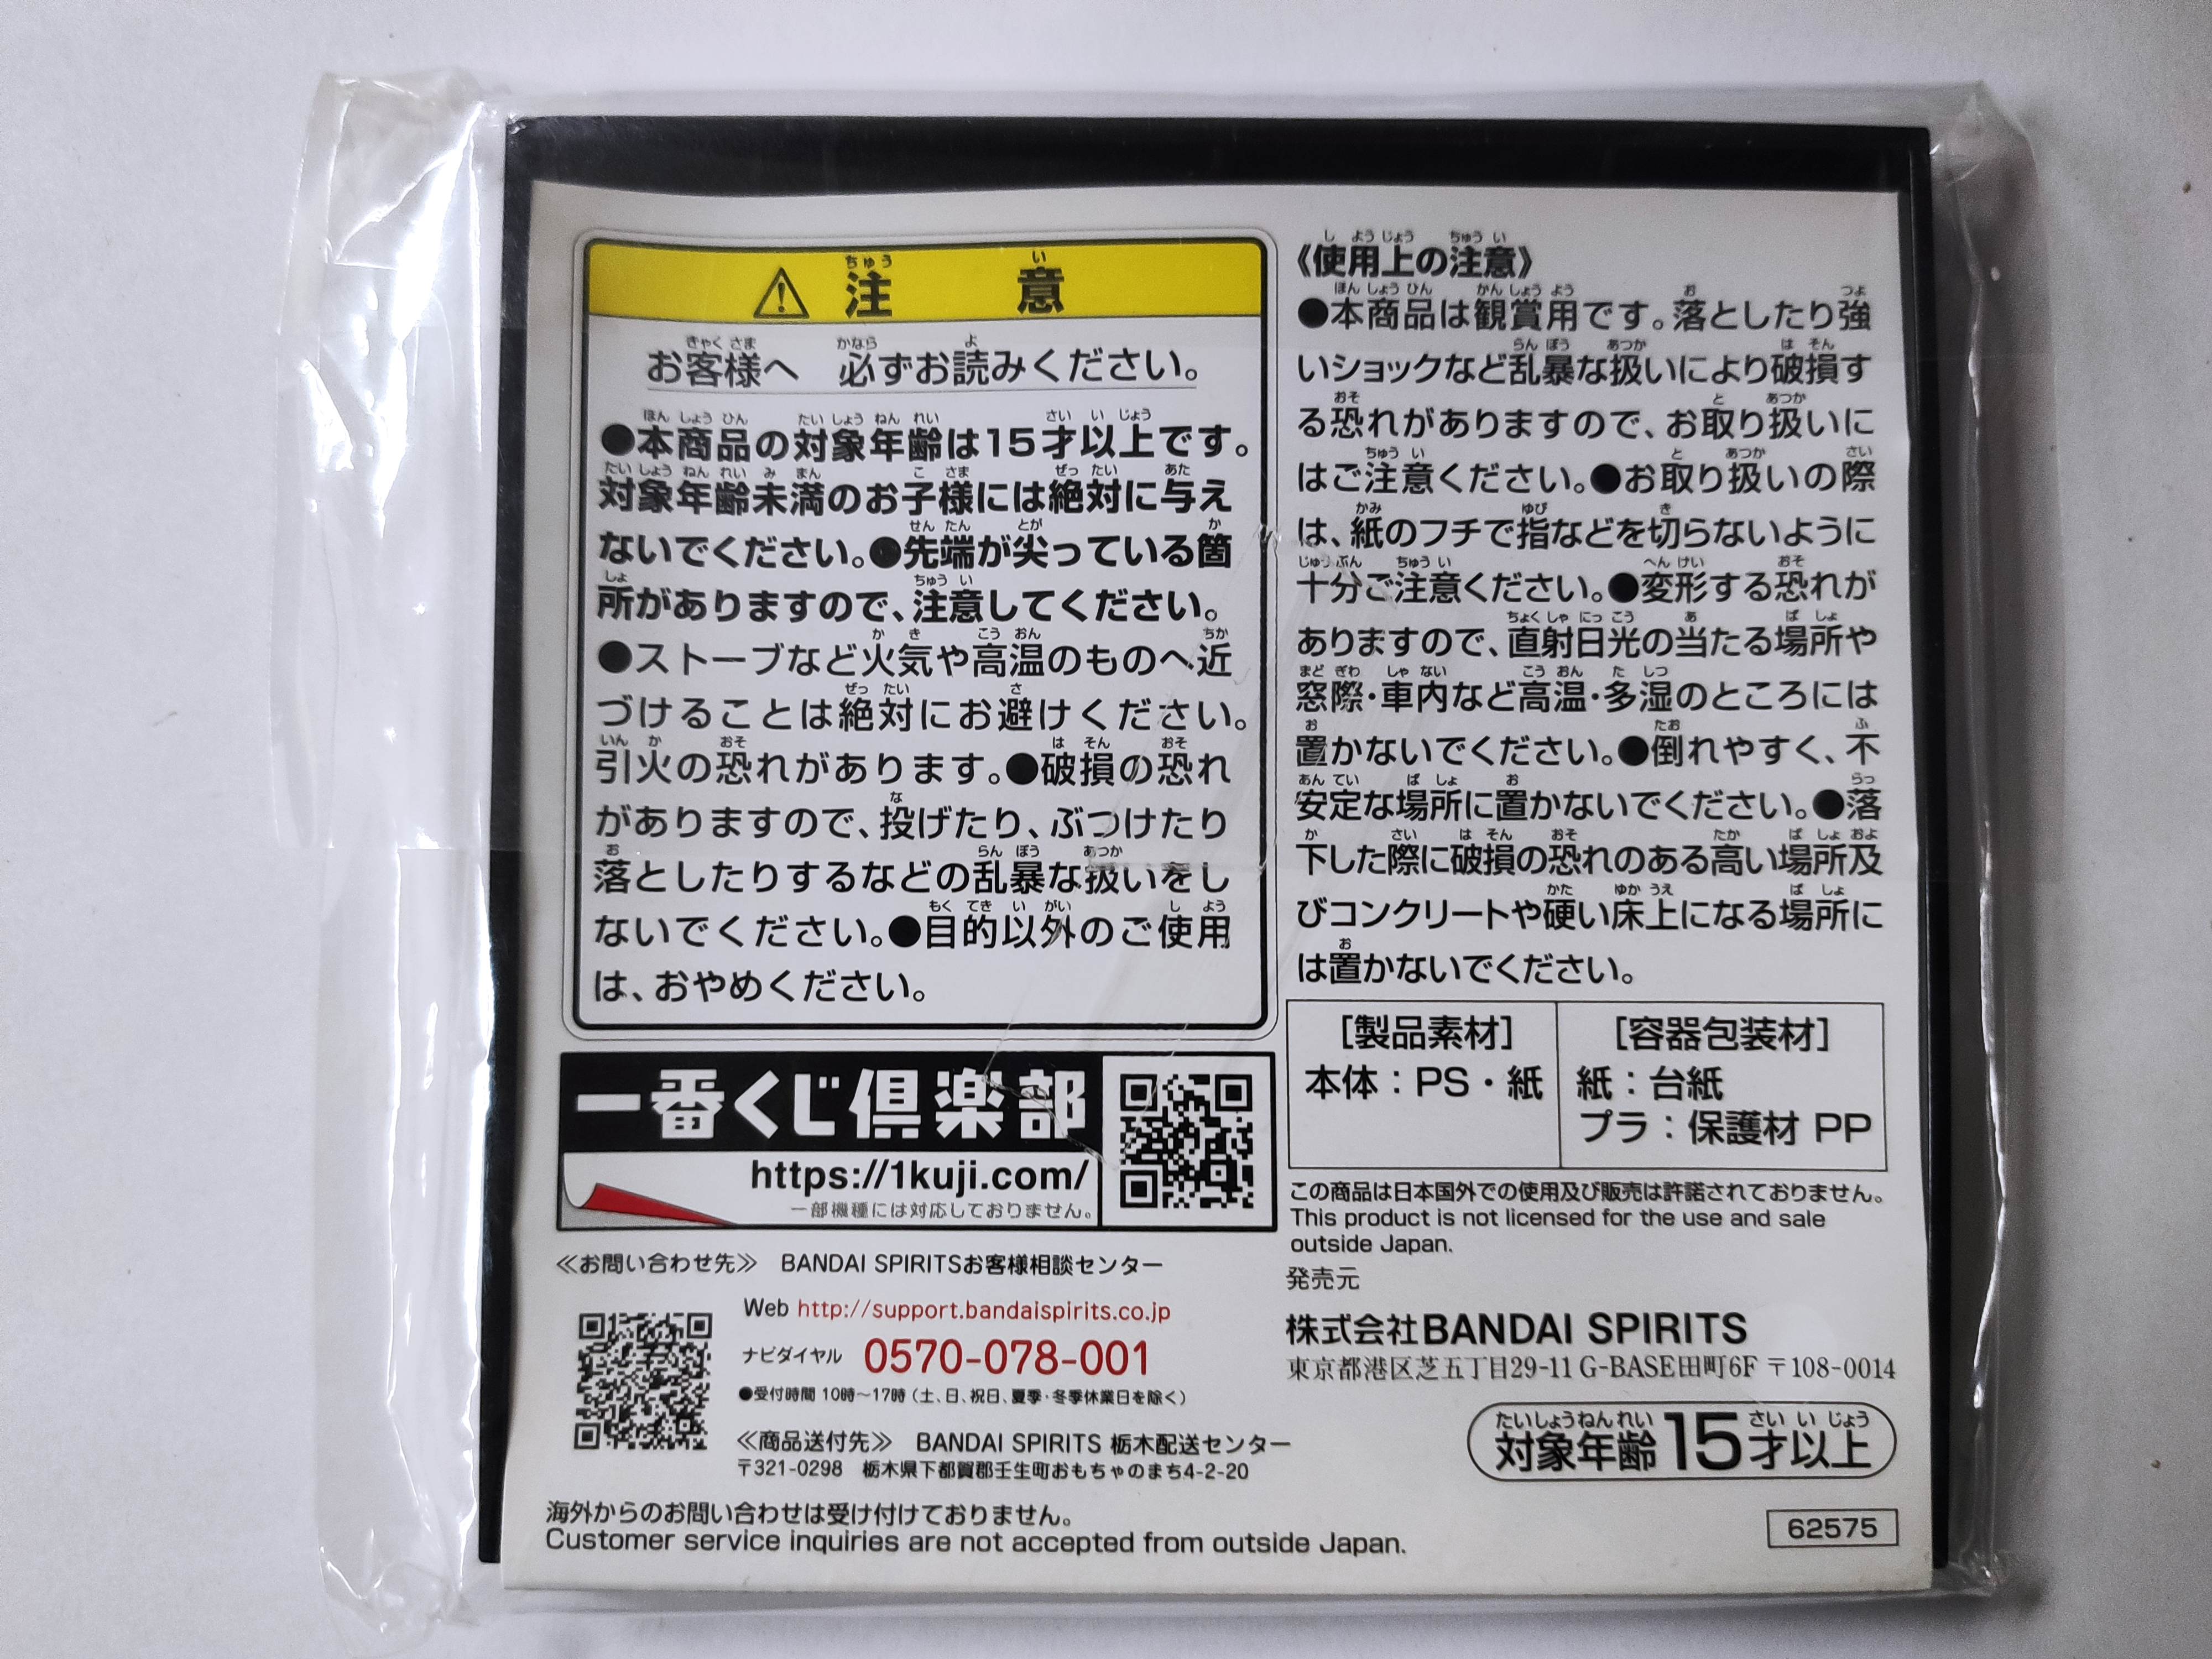 ⚠注意
お客様へ 必ずお読みください。
●本商品の対象年齢は15才以上です。
対象年齢未満のお子様には絶対に与え
ないでください。●先端が尖っている箇
所がありますので、注意してください。
●ストーブなど火気や高温のものへ近
づけることは絶対にお避けください。
引火の恐れがあります。●破損の恐れ
がありますので、投げたり、ぶつけたり
落としたりするなどの乱暴な扱いをし
ないでください。●目的以外のご使用
は、おやめください。
一番くじ倶楽部
https://1kuji.com/
一部機種には対応しておりません。
≪お問い合わせ先≫ BANDAI SPIRITSお客様相談センター
Web http://support.bandaispirits.co.jp
ナビダイヤル 0570-078-001
●受付時間 10時～17時（土、日、祝日、夏季・冬季休業日を除く）
≪商品送付先≫ BANDAI SPIRITS 栃木配送センター
〒321-0298 栃木県下都賀郡壬生町おもちゃのまち4-2-20
海外からのお問い合わせは受け付けておりません。
Customer service inquiries are not accepted from outside Japan.
《使用上の注意》
●本商品は観賞用です。落としたり強
いショックなど乱暴な扱いにより破損す
る恐れがありますので、お取り扱いに
はご注意ください。●お取り扱いの際
は、紙のフチで指などを切らないように
十分ご注意ください。●変形する恐れが
ありますので、直射日光の当たる場所や
窓際・車内など高温・多湿のところには
置かないでください。●倒れやすく、不
安定な場所に置かないでください。●落
下した際に破損の恐れのある高い場所及
びコンクリートや硬い床上になる場所に
は置かないでください。
［製品素材］
本体：PS・紙
［容器包装材］
紙：台紙
プラ：保護材 PP
この商品は日本国外での使用及び販売は許諾されておりません。
This product is not licensed for the use and sale
outside Japan.
発売元
株式会社BANDAI SPIRITS
東京都港区芝五丁目29-11 G-BASE田町6F 〒108-0014
対象年齢15才以上
62575